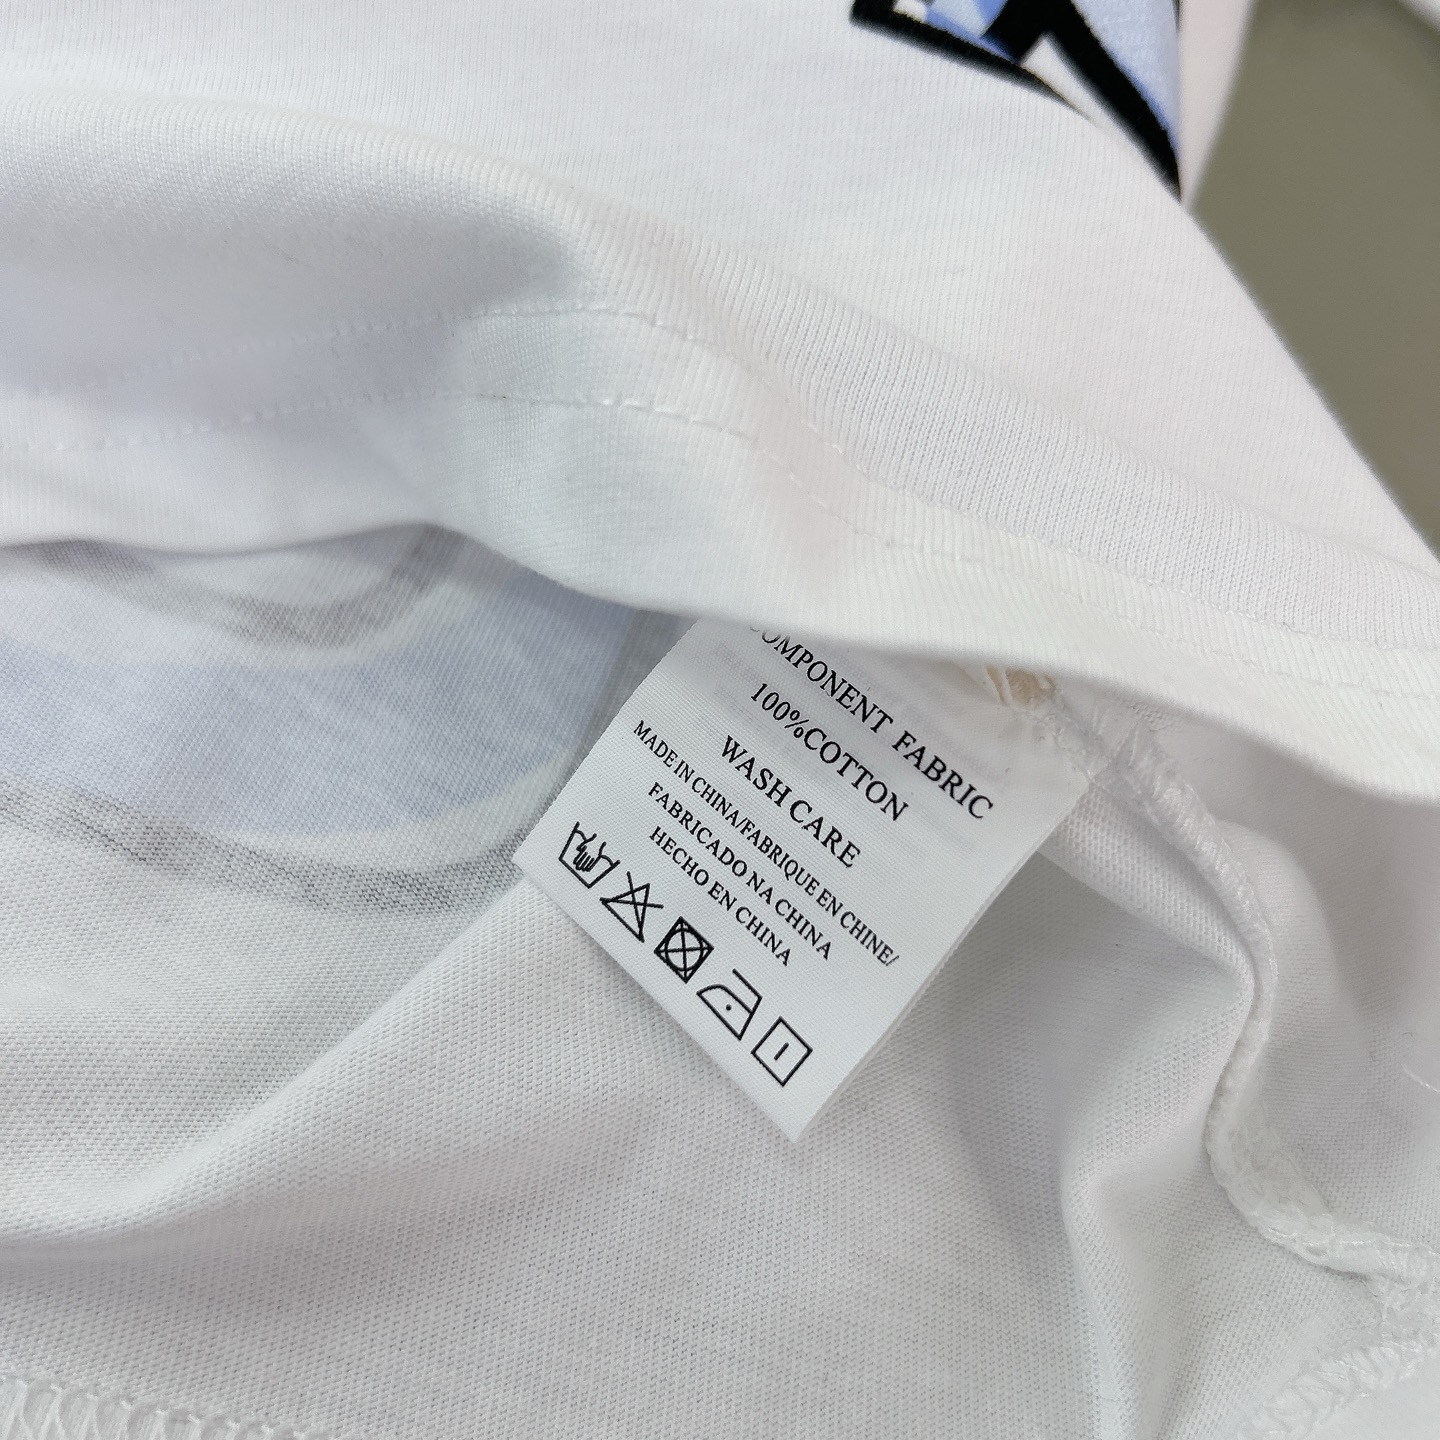 COMPONENT FABRIC
100%COTTON
WASH CARE
MADE IN CHINA/FABRIQUE EN CHINE/
FABRICADO NA CHINA
HECHO EN CHINA